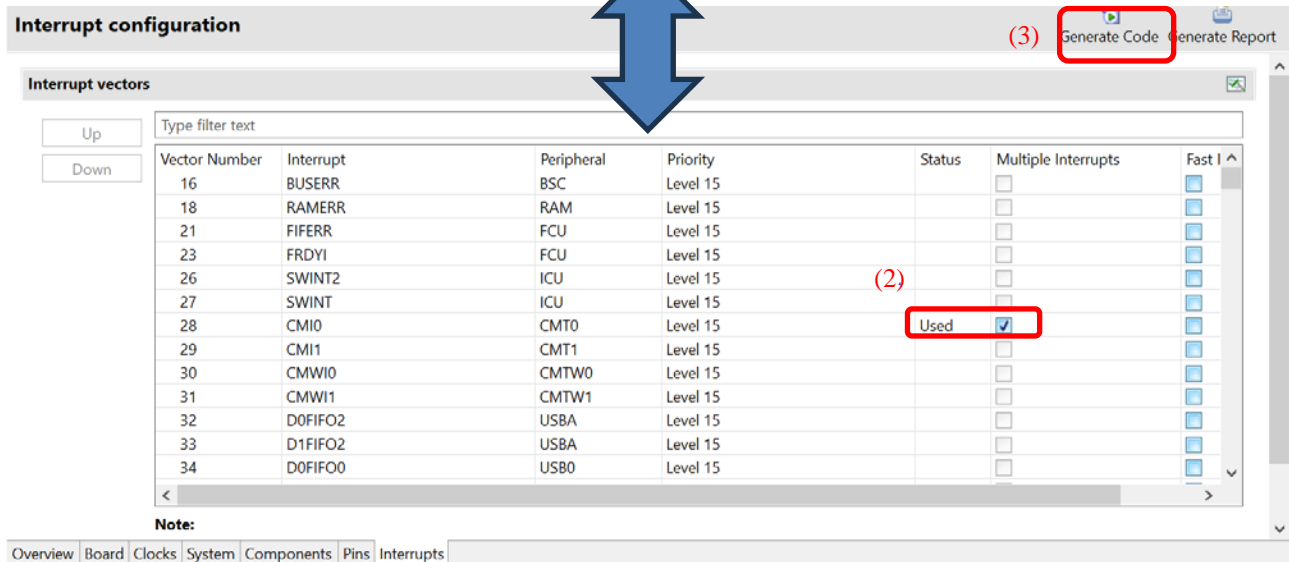 Interrupt configuration
(3) Generate Code Generate Report
Interrupt vectors
Up
Down
Type filter text
Vector Number Interrupt Peripheral Priority Status Multiple Interrupts Fast I
16 BUSERR BSC Level 15
18 RAMERR RAM Level 15
21 FIFERR FCU Level 15
23 FRDYI FCU Level 15
26 SWINT2 ICU Level 15
(2)
27 SWINT ICU Level 15
28 CMI0 CMT0 Level 15 Used
29 CMI1 CMT1 Level 15
30 CMWI0 CMTW0 Level 15
31 CMWI1 CMTW1 Level 15
32 D0FIFO2 USBA Level 15
33 D1FIFO2 USBA Level 15
34 D0FIFO0 USB0 Level 15
Note:
Overview Board Clocks System Components Pins Interrupts